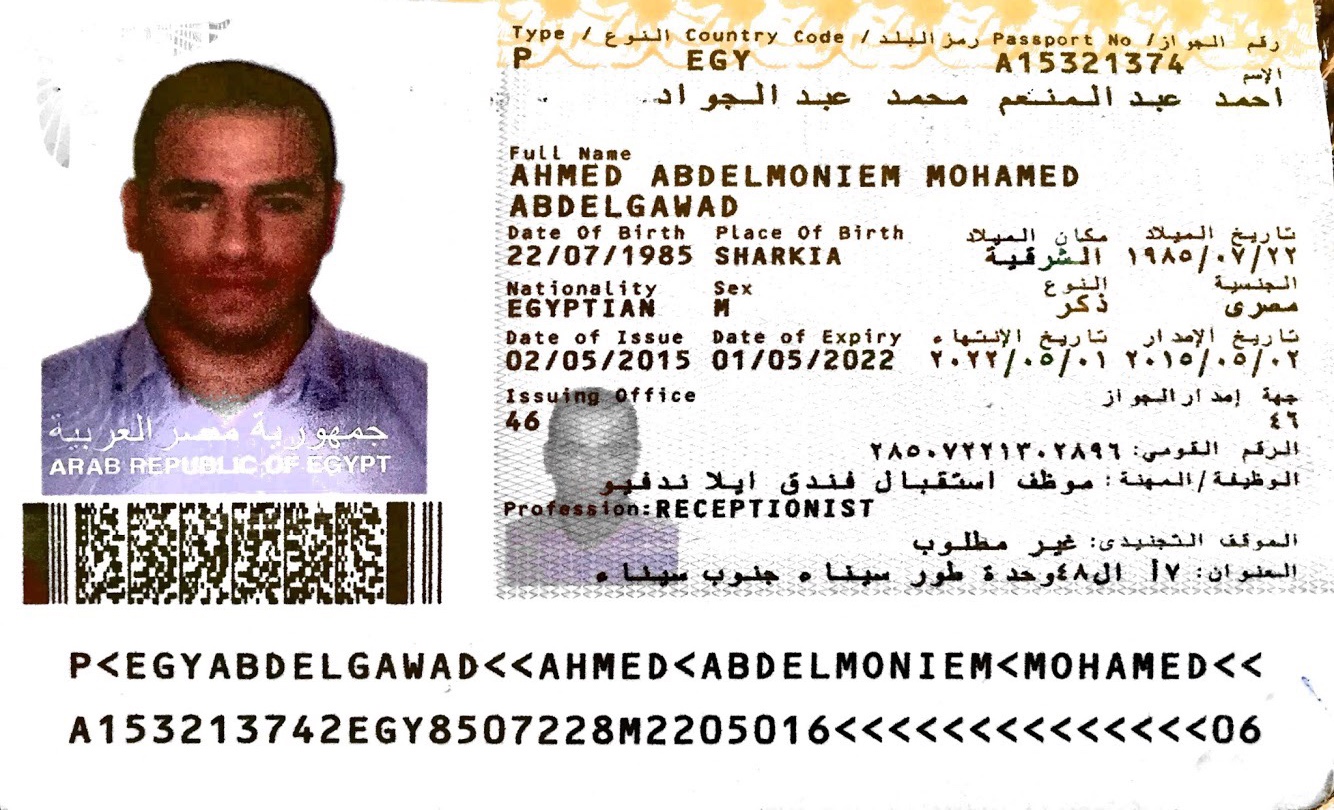 Type / النوع Country Code / رمز البلد Passport No / رقم الجواز
P EGY A15321374
الإسم
احمد عبد المنعم محمد عبد الجواد
Full Name
AHMED ABDELMONIEM MOHAMED
ABDELGAWAD
Date Of Birth Place Of Birth مكان الميلاد تاريخ الميلاد
22/07/1985 SHARKIA الشرقية ١٩٨٥/٠٧/٢٢
Nationality Sex النوع الجنسية
EGYPTIAN M ذكر مصرى
Date of Issue Date of Expiry تاريخ الإنتهاء تاريخ الإصدار
02/05/2015 01/05/2022 ٢٠٢٢/٠٥/٠١ ٢٠١٥/٠٥/٠٢
Issuing Office جهة إصدار الجواز
46 ٤٦
الرقم القومي: ٢٨٥٠٧٢٢١٣٠٢٨٩٦
الوظيفة/المهنة: موظف استقبال فندق ايلا ندفيو
Profession:RECEPTIONIST
الموقف التجنيدى: غير مطلوب
العنوان: ٧أ ال٤٨وحدة طور سيناء جنوب سيناء
جمهورية مصر العربية
ARAB REPUBLIC OF EGYPT
P<EGYABDELGAWAD<<AHMED<ABDELMONIEM<MOHAMED<<
A153213742EGY8507228M2205016<<<<<<<<<<<<<<06